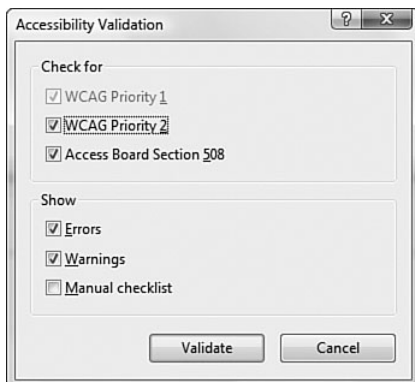 Accessibility Validation
Check for
WCAG Priority 1
WCAG Priority 2
Access Board Section 508
Show
Errors
Warnings
Manual checklist
Validate Cancel